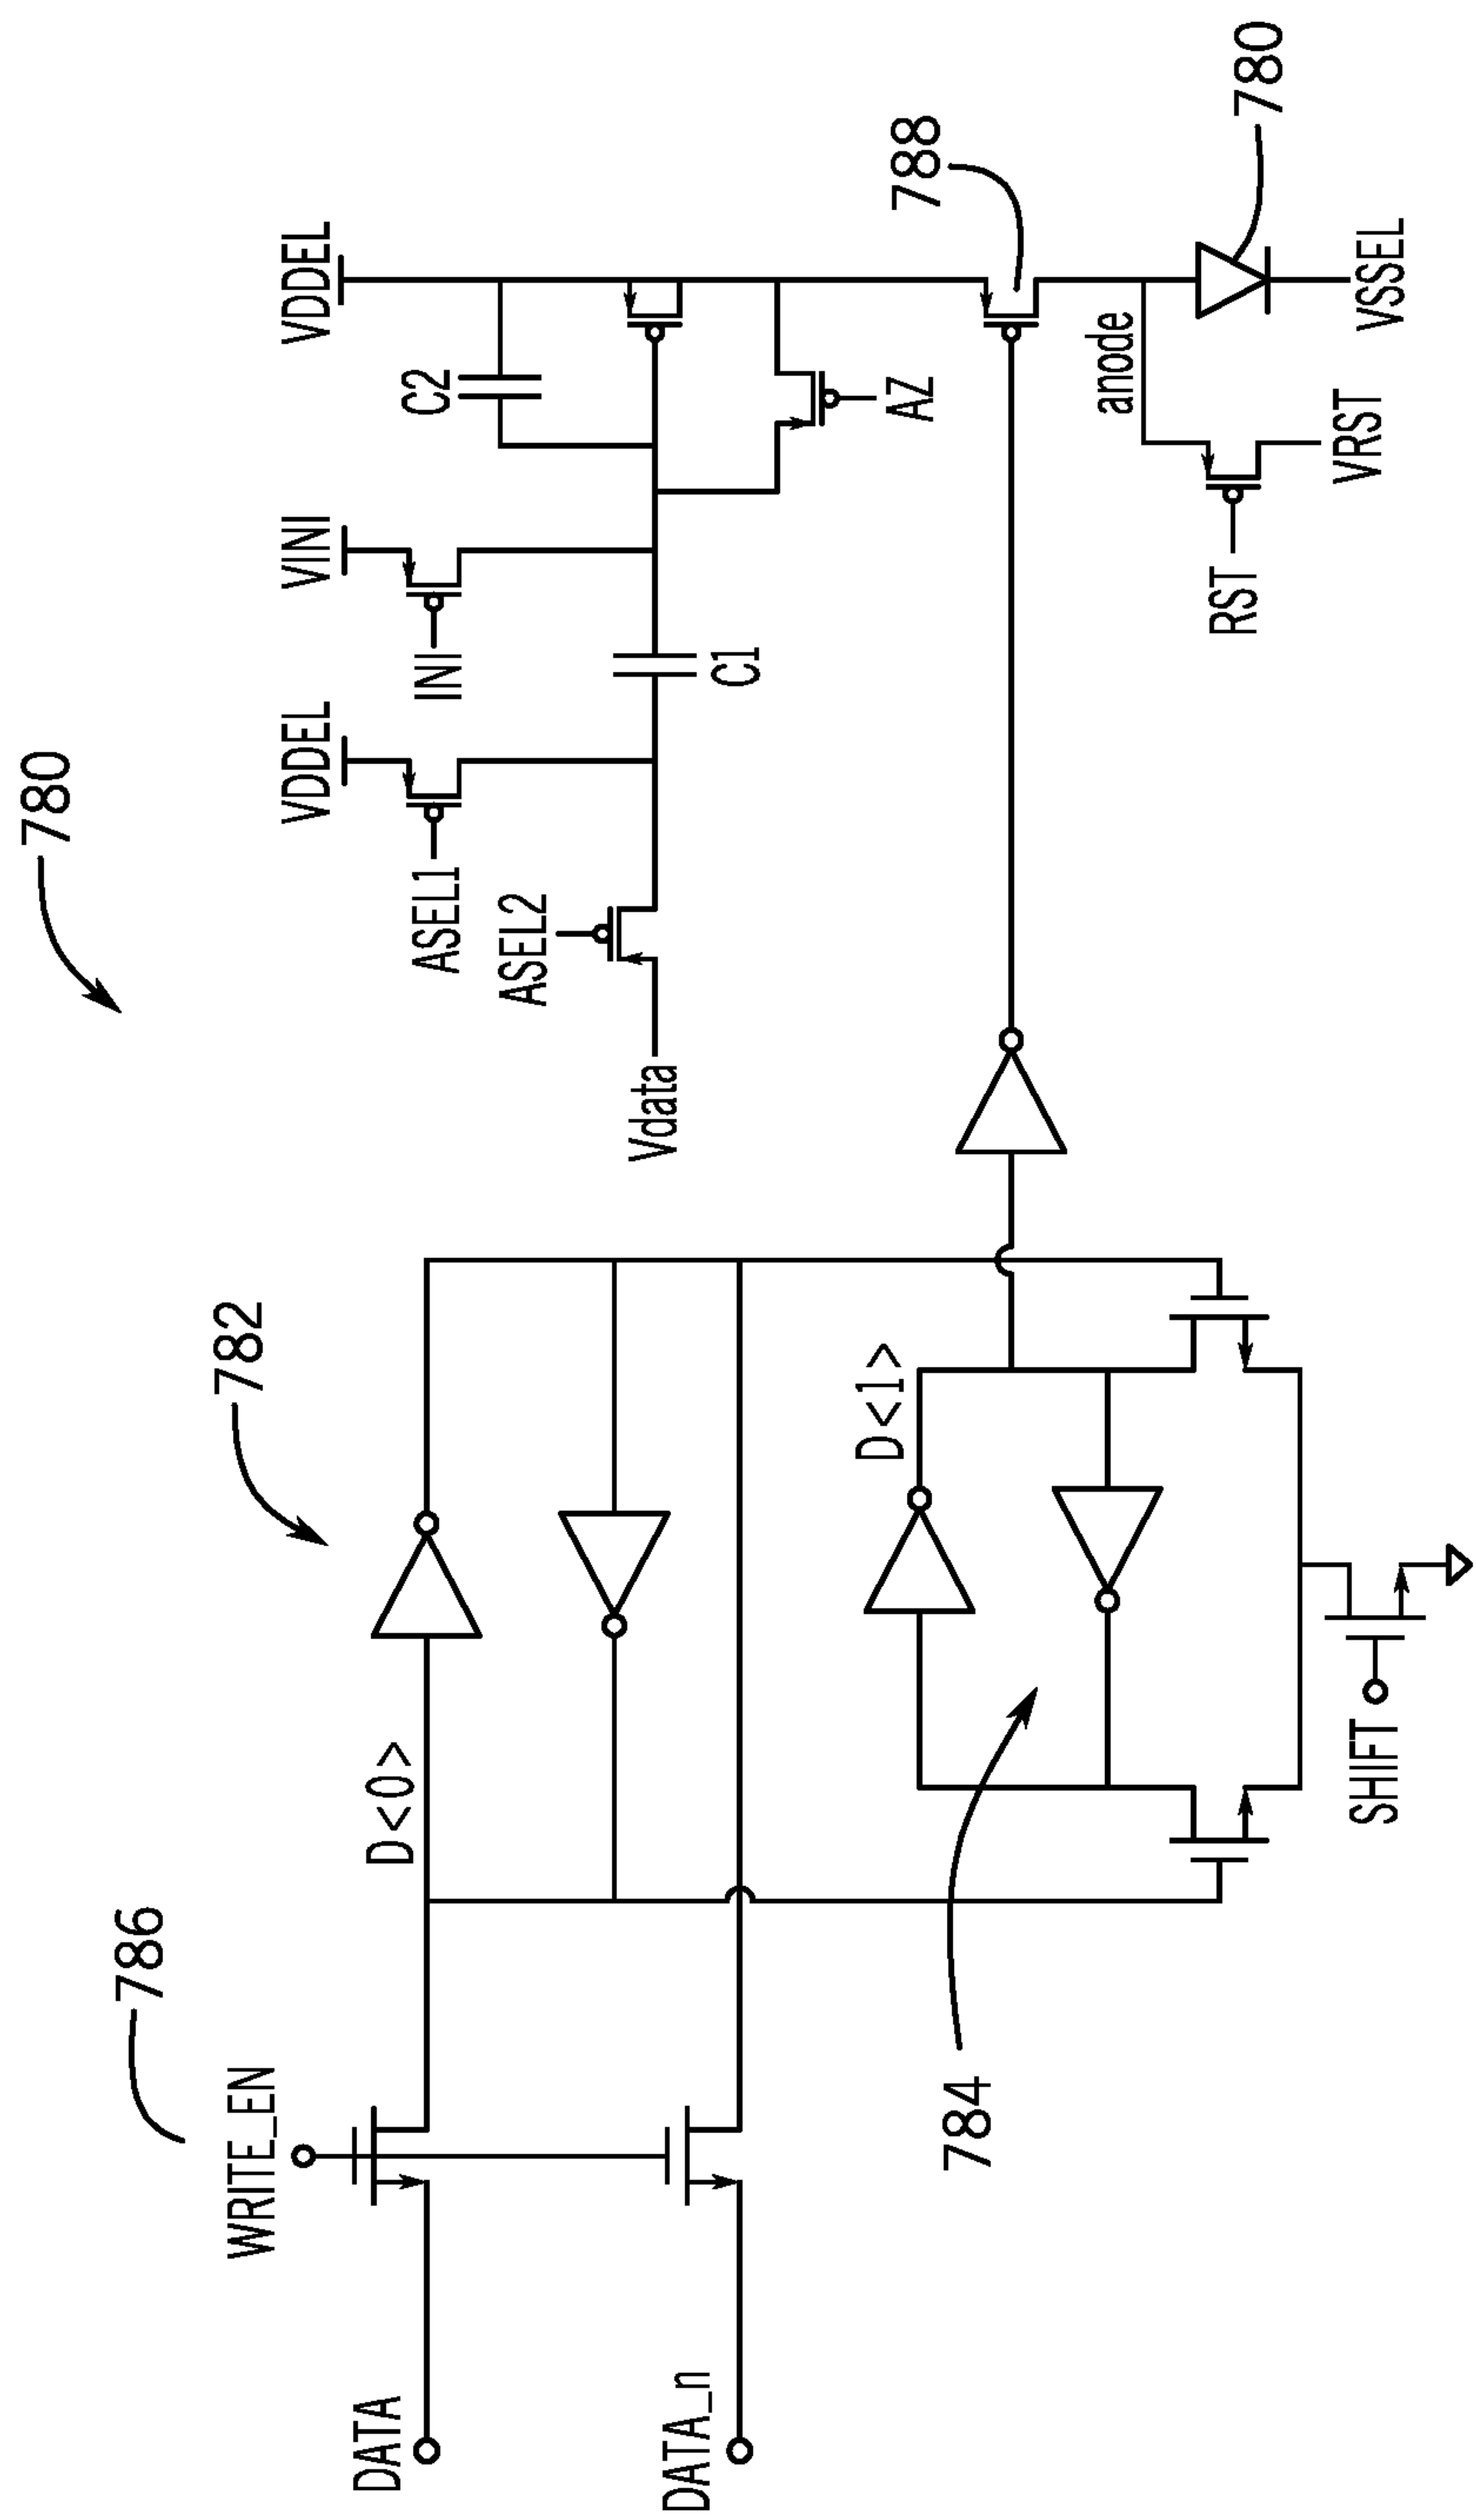 780
786
782
WRITE_EN
DATA
DATA_n
D<0>
D<1>
784
SHIFT
VDDEL
VINI
VDDEL
ASEL1
INI
C2
ASEL2
Vdata
C1
AZ
788
anode
RST
VRST
VSSEL
780